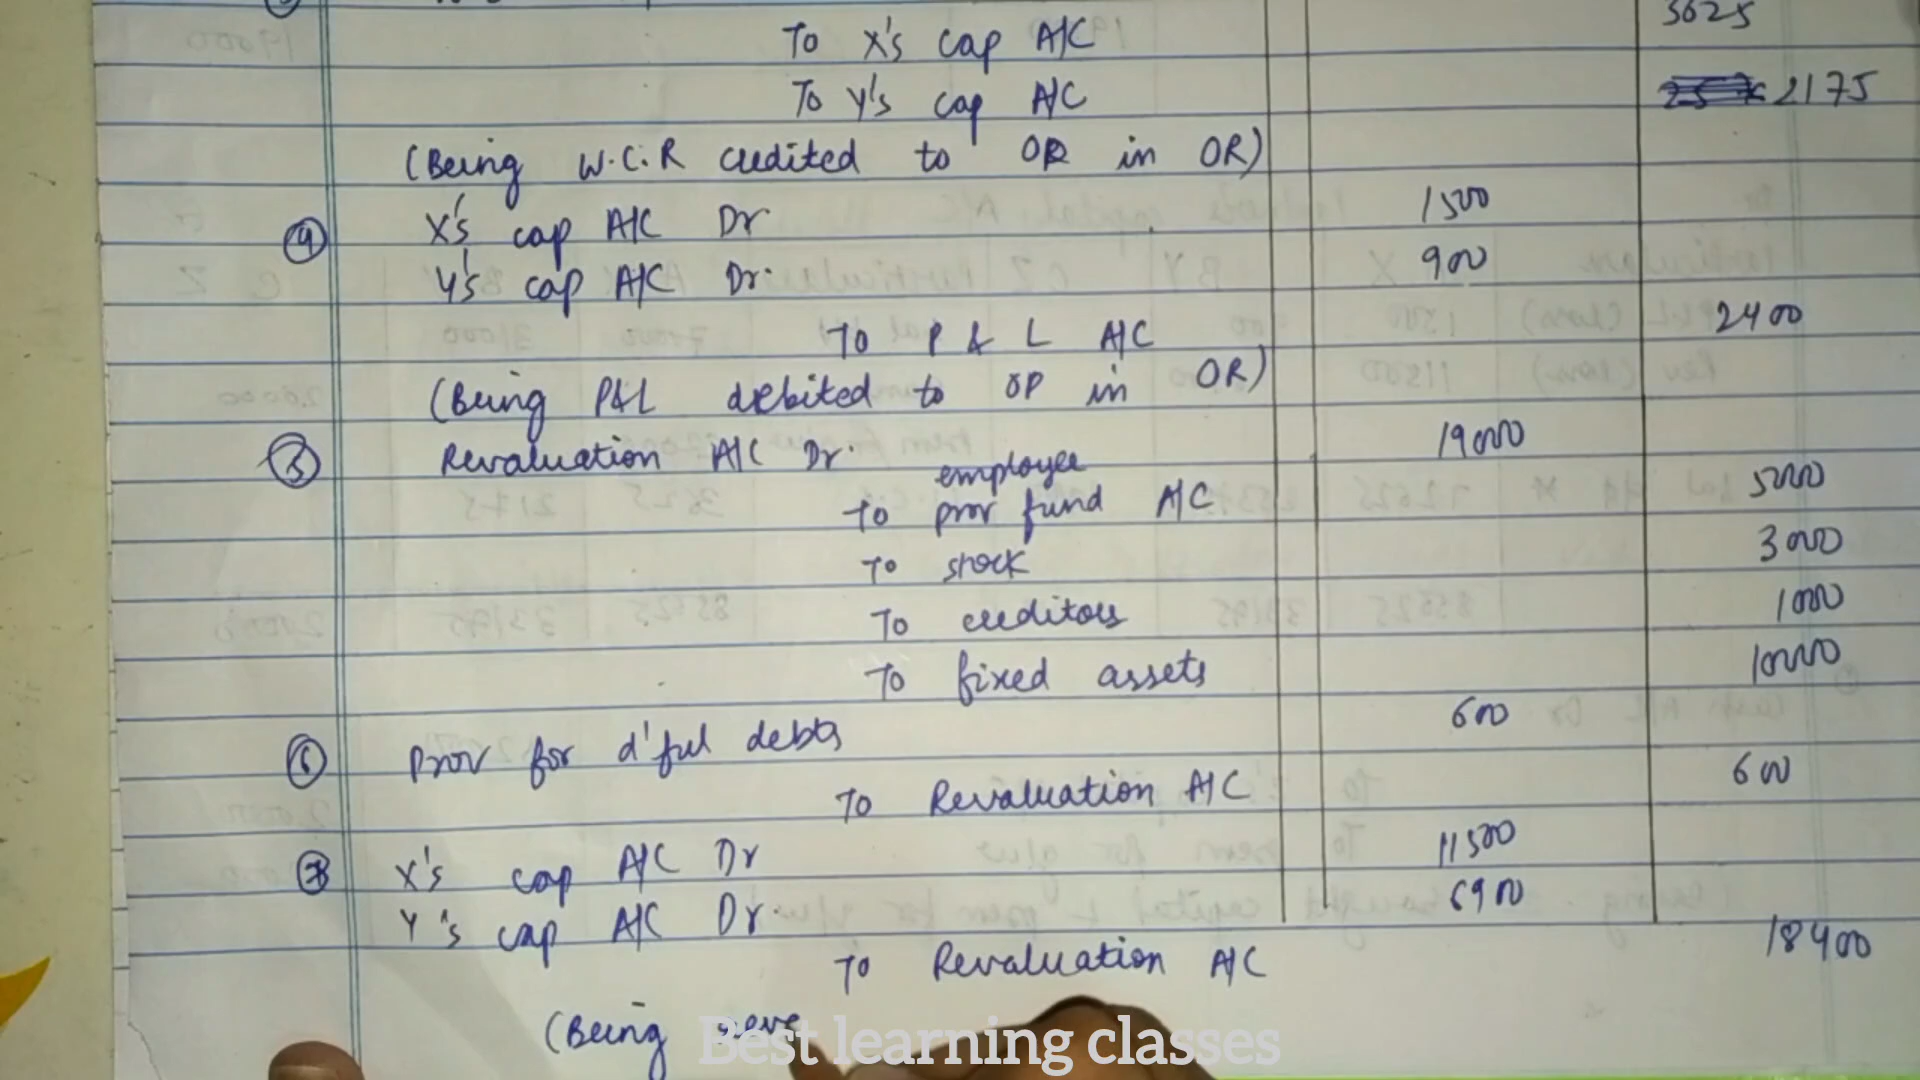 3625
To X's cap A/C
To Y's cap A/C 2175
(Being W.C.R credited to OP in OR)
(4) X's cap A/C Dr 1500
Y's cap A/C Dr. 900
To P & L A/C 2400
(Being P&L debited to OP in OR)
(5) Revaluation A/C Dr. 19000
employee
To prov fund A/C 5000
To stock 3000
To creditors 1000
To fixed assets 10000
(6) Prov for d'ful debts 600
To Revaluation A/C 600
(7) X's cap A/C Dr 11500
Y's cap A/C Dr. 6900
To Revaluation A/C 18400
(Being reve
Best learning classes